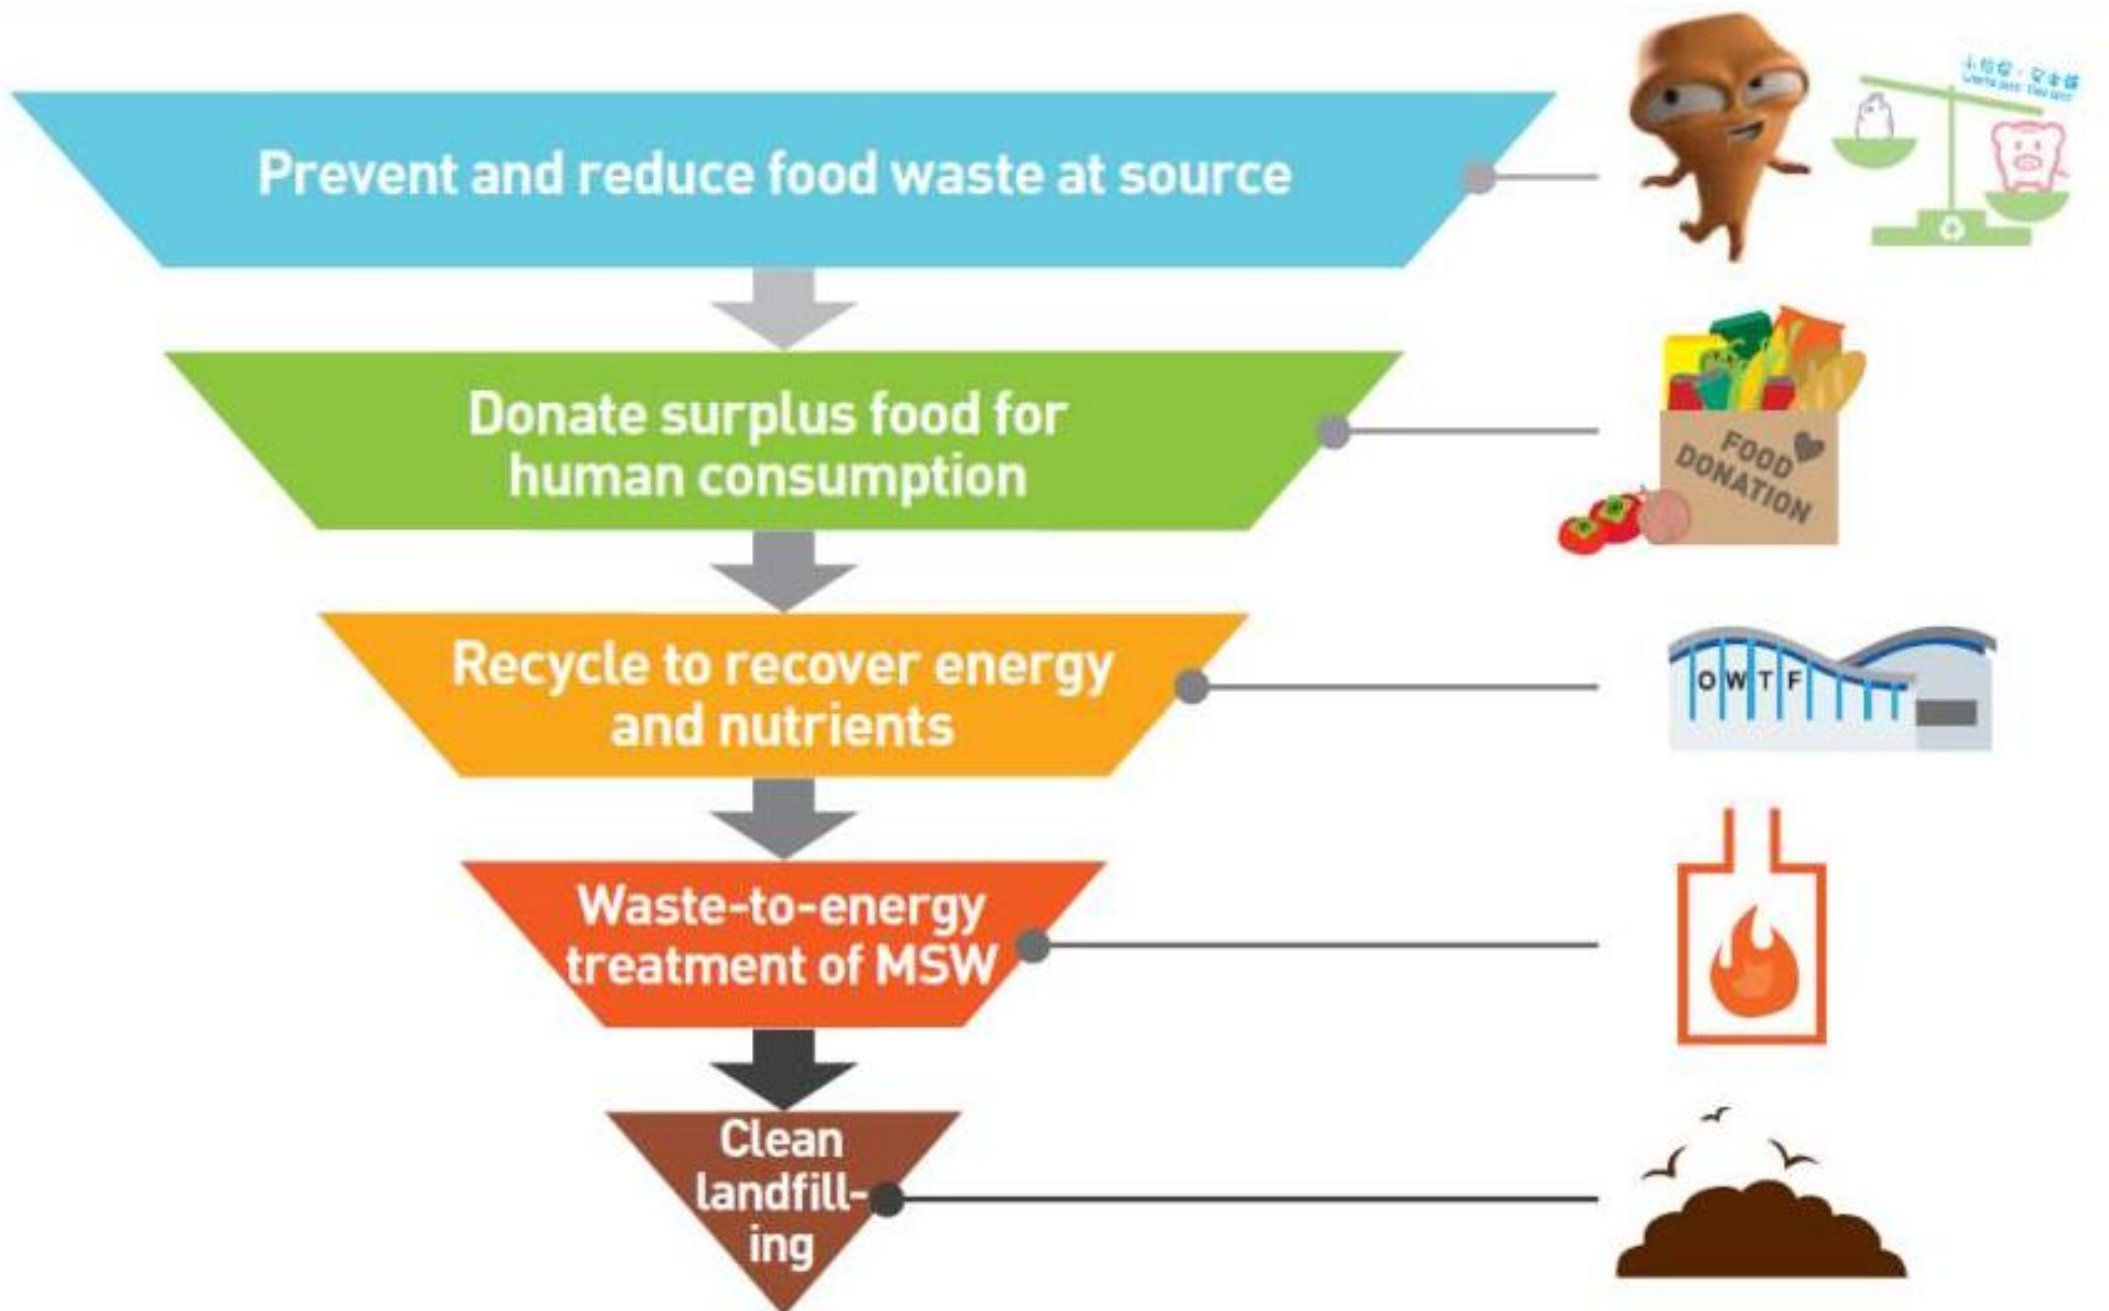 Prevent and reduce food waste at source
Donate surplus food for
human consumption
FOOD
DONATION
Recycle to recover energy
and nutrients
OWTF
Waste-to-energy
treatment of MSW
Clean
landfill-
ing